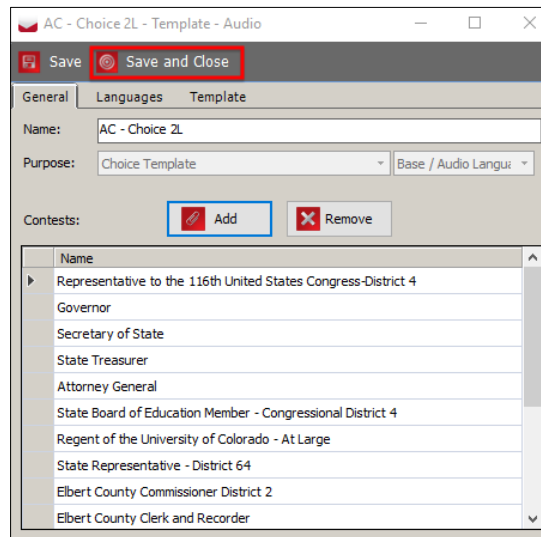 AC - Choice 2L - Template - Audio
Save Save and Close
General Languages Template
Name: AC - Choice 2L
Purpose: Choice Template Base / Audio Langua
Contests: Add Remove
Name
Representative to the 116th United States Congress-District 4
Governor
Secretary of State
State Treasurer
Attorney General
State Board of Education Member - Congressional District 4
Regent of the University of Colorado - At Large
State Representative - District 64
Elbert County Commissioner District 2
Elbert County Clerk and Recorder